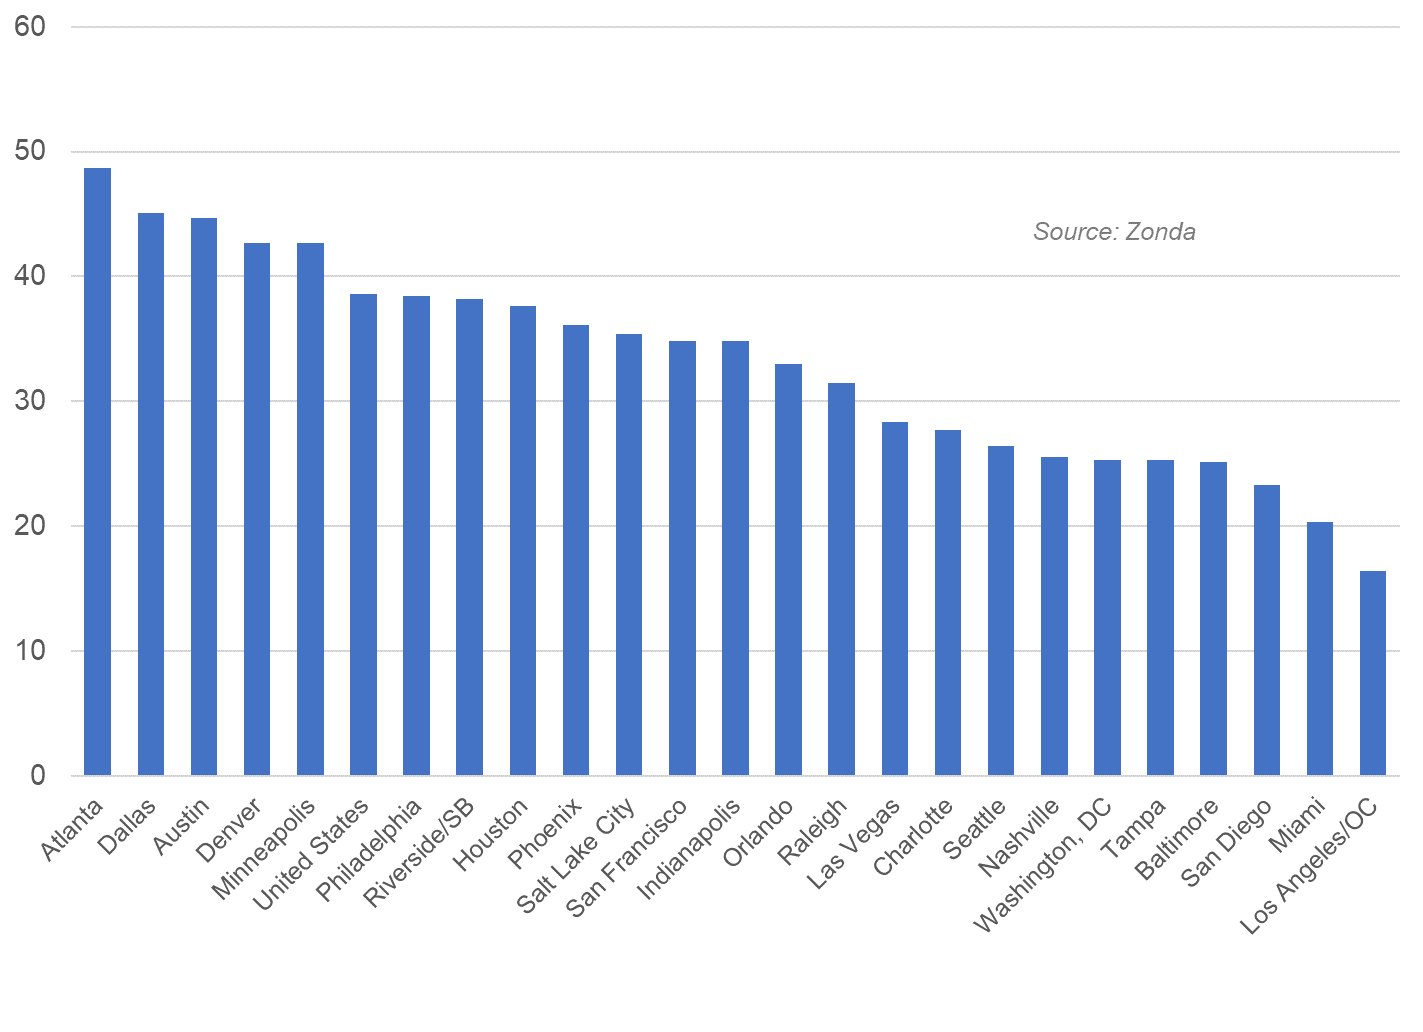 60
50
40
30
20
10
0
Source: Zonda
Atlanta
Dallas
Austin
Denver
Minneapolis
United States
Philadelphia
Riverside/SB
Houston
Phoenix
Salt Lake City
San Francisco
Indianapolis
Orlando
Raleigh
Las Vegas
Charlotte
Seattle
Nashville
Washington, DC
Tampa
Baltimore
San Diego
Miami
Los Angeles/OC